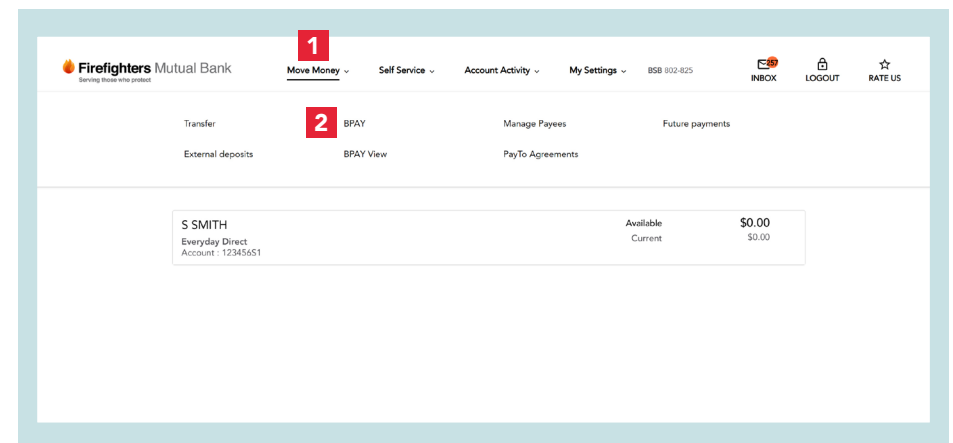 1
Firefighters Mutual Bank
Serving those who protect
Move Money
Self Service
Account Activity
My Settings
BSB 802-825
257
INBOX
LOGOUT
RATE US
Transfer
2
BPAY
Manage Payees
Future payments
External deposits
BPAY View
PayTo Agreements
S SMITH
Available
$0.00
Everyday Direct
Current
$0.00
Account : 123456S1